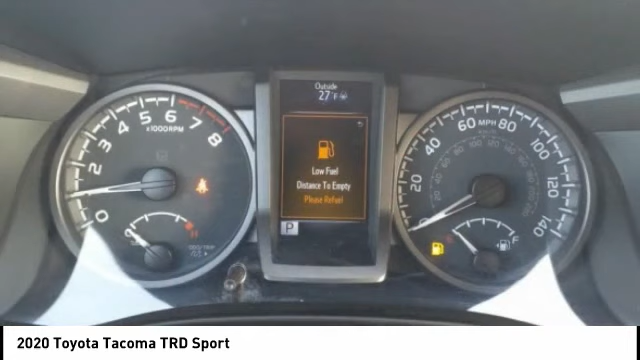 Outside
27°F
Low Fuel
Distance To Empty
Please Refuel
P
0 1 2 3 4 5 6 7 8
x1000RPM
C H
0 20 40 60 80 100 120 140
MPH
F
2020 Toyota Tacoma TRD Sport